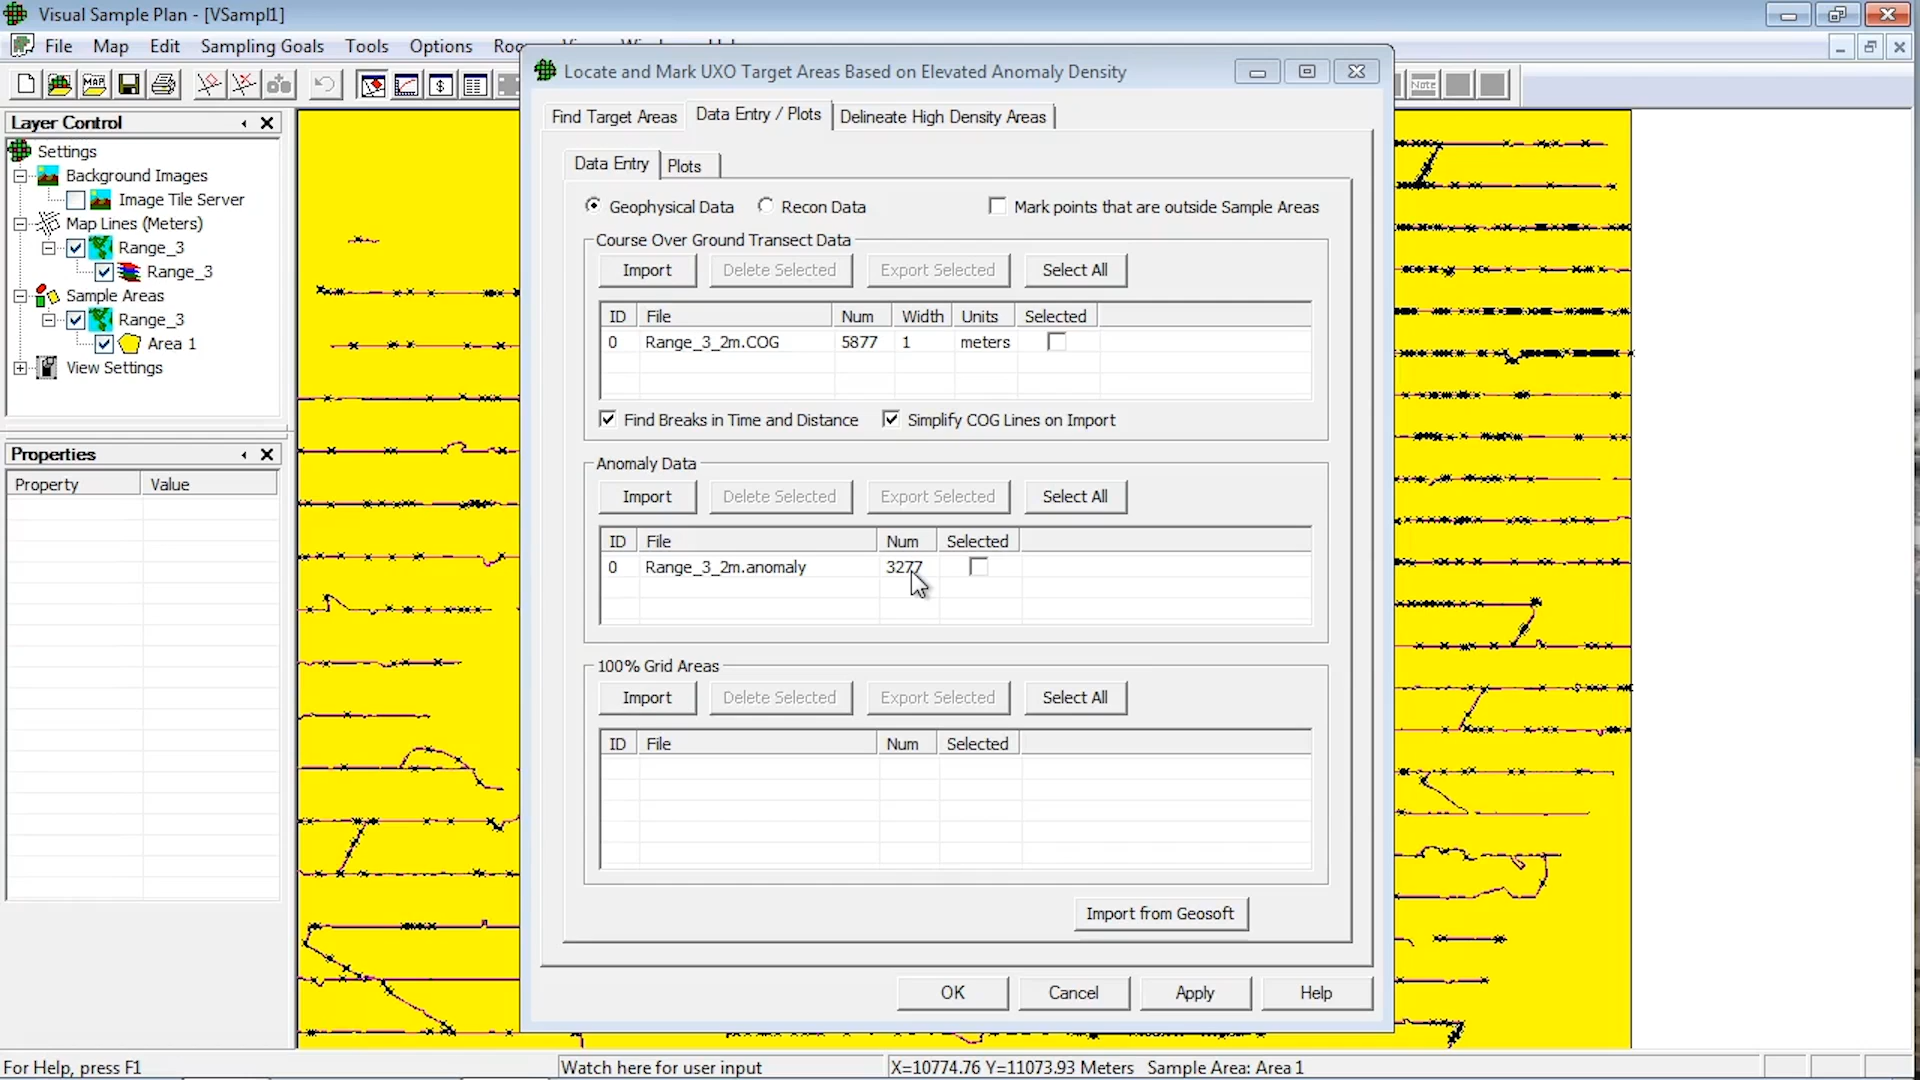 Visual Sample Plan - [VSampl1]
File Map Edit Sampling Goals Tools Options
Note
Layer Control
Settings
Background Images
Image Tile Server
Map Lines (Meters)
Range_3
Range_3
Sample Areas
Range_3
Area 1
View Settings
Properties
Property Value
Locate and Mark UXO Target Areas Based on Elevated Anomaly Density
Find Target Areas Data Entry / Plots Delineate High Density Areas
Data Entry Plots
Geophysical Data Recon Data Mark points that are outside Sample Areas
Course Over Ground Transect Data
Import Delete Selected Export Selected Select All
ID File Num Width Units Selected
0 Range_3_2m.COG 5877 1 meters
Find Breaks in Time and Distance Simplify COG Lines on Import
Anomaly Data
Import Delete Selected Export Selected Select All
ID File Num Selected
0 Range_3_2m.anomaly 3277
100% Grid Areas
Import Delete Selected Export Selected Select All
ID File Num Selected
Import from Geosoft
OK Cancel Apply Help
For Help, press F1 Watch here for user input X=10774.76 Y=11073.93 Meters Sample Area: Area 1